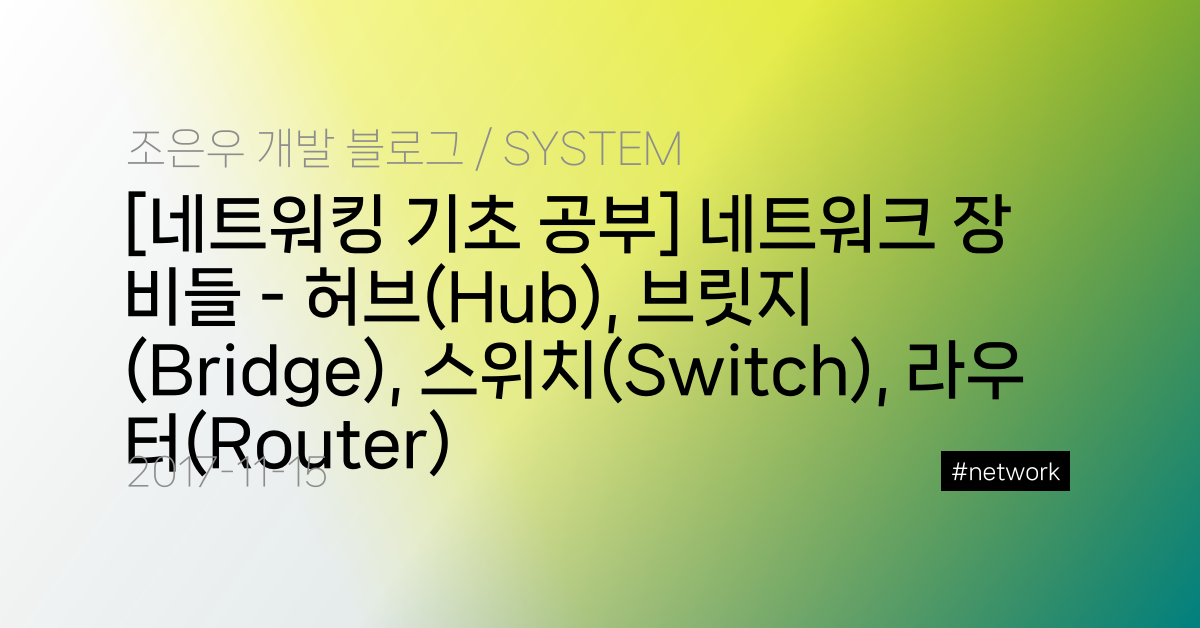 조은우 개발 블로그 / SYSTEM
[네트워킹 기초 공부] 네트워크 장
비들 - 허브(Hub), 브릿지
(Bridge), 스위치(Switch), 라우
터(Router)
2017-11-15
#network